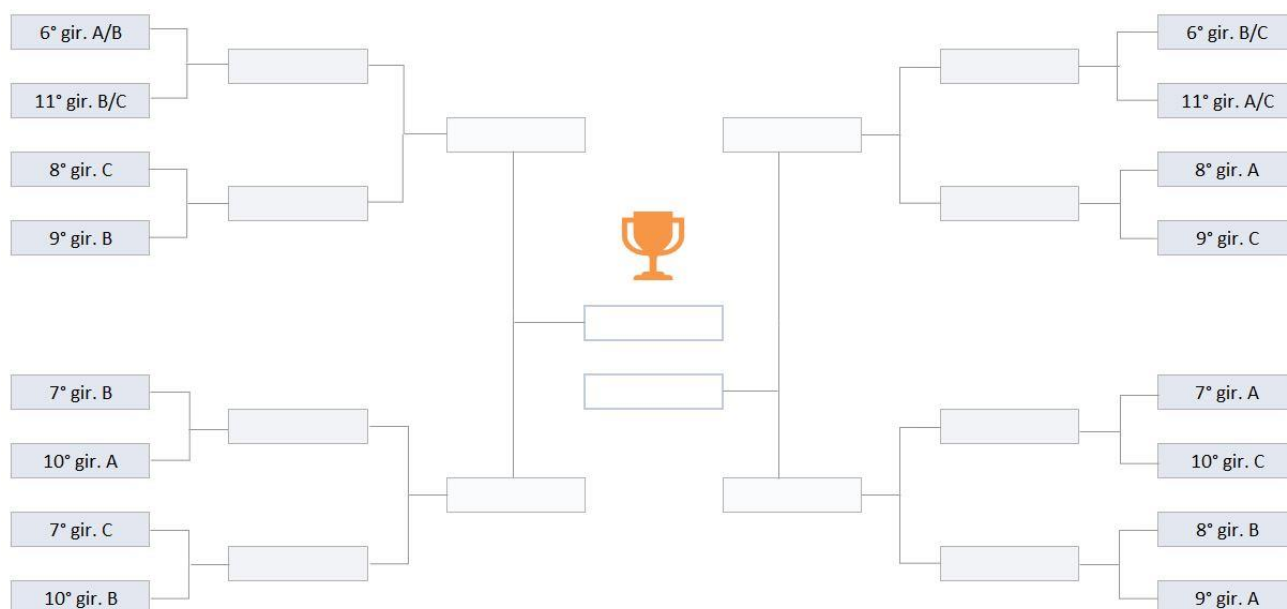 6° gir. A/B
11° gir. B/C
8° gir. C
9° gir. B
7° gir. B
10° gir. A
7° gir. C
10° gir. B
6° gir. B/C
11° gir. A/C
8° gir. A
9° gir. C
7° gir. A
10° gir. C
8° gir. B
9° gir. A